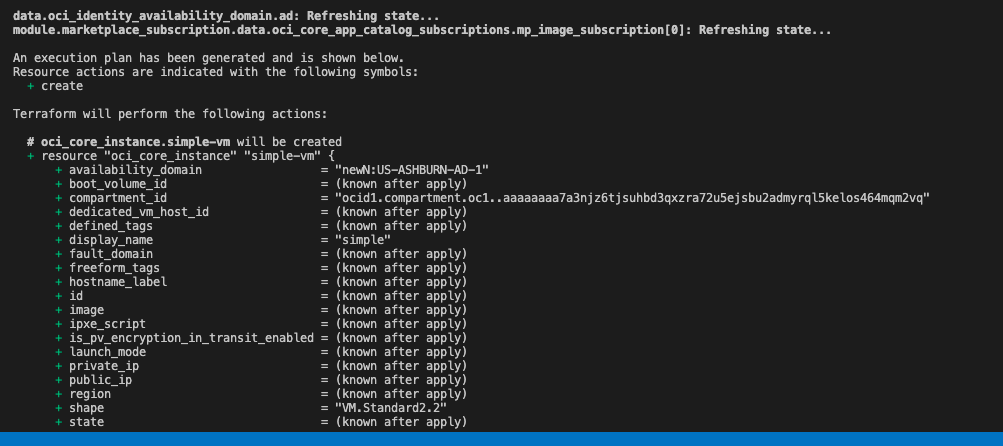 data.oci_identity_availability_domain.ad: Refreshing state...
module.marketplace_subscription.data.oci_core_app_catalog_subscriptions.mp_image_subscription[0]: Refreshing state...
An execution plan has been generated and is shown below.
Resource actions are indicated with the following symbols:
+ create
Terraform will perform the following actions:
# oci_core_instance.simple-vm will be created
+ resource "oci_core_instance" "simple-vm" {
+ availability_domain = "newN:US-ASHBURN-AD-1"
+ boot_volume_id = (known after apply)
+ compartment_id = "ocid1.compartment.oc1..aaaaaaaa7a3njz6tjsuhbd3qxzra72u5ejsbu2admyrql5kelos464mqm2vq"
+ dedicated_vm_host_id = (known after apply)
+ defined_tags = (known after apply)
+ display_name = "simple"
+ fault_domain = (known after apply)
+ freeform_tags = (known after apply)
+ hostname_label = (known after apply)
+ id = (known after apply)
+ image = (known after apply)
+ ipxe_script = (known after apply)
+ is_pv_encryption_in_transit_enabled = (known after apply)
+ launch_mode = (known after apply)
+ private_ip = (known after apply)
+ public_ip = (known after apply)
+ region = (known after apply)
+ shape = "VM.Standard2.2"
+ state = (known after apply)